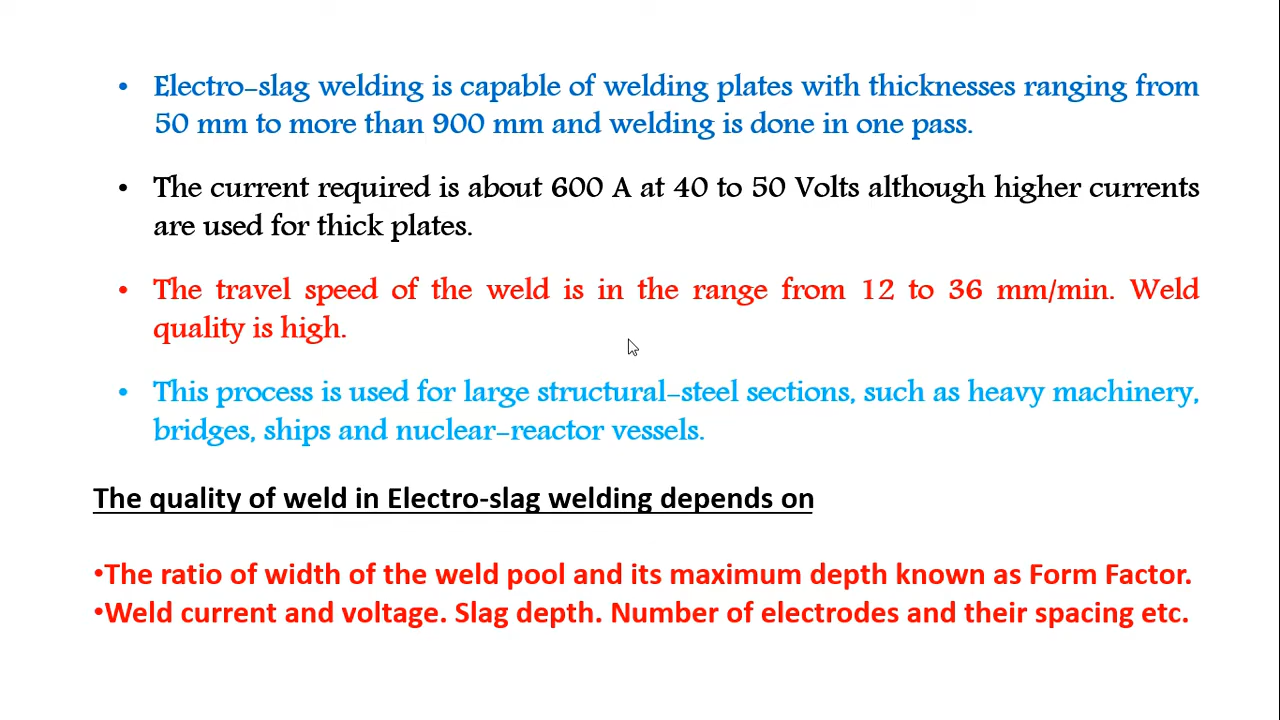 • Electro-slag welding is capable of welding plates with thicknesses ranging from
50 mm to more than 900 mm and welding is done in one pass.
• The current required is about 600 A at 40 to 50 Volts although higher currents
are used for thick plates.
• The travel speed of the weld is in the range from 12 to 36 mm/min. Weld
quality is high.
• This process is used for large structural-steel sections, such as heavy machinery,
bridges, ships and nuclear-reactor vessels.
The quality of weld in Electro-slag welding depends on
•The ratio of width of the weld pool and its maximum depth known as Form Factor.
•Weld current and voltage. Slag depth. Number of electrodes and their spacing etc.